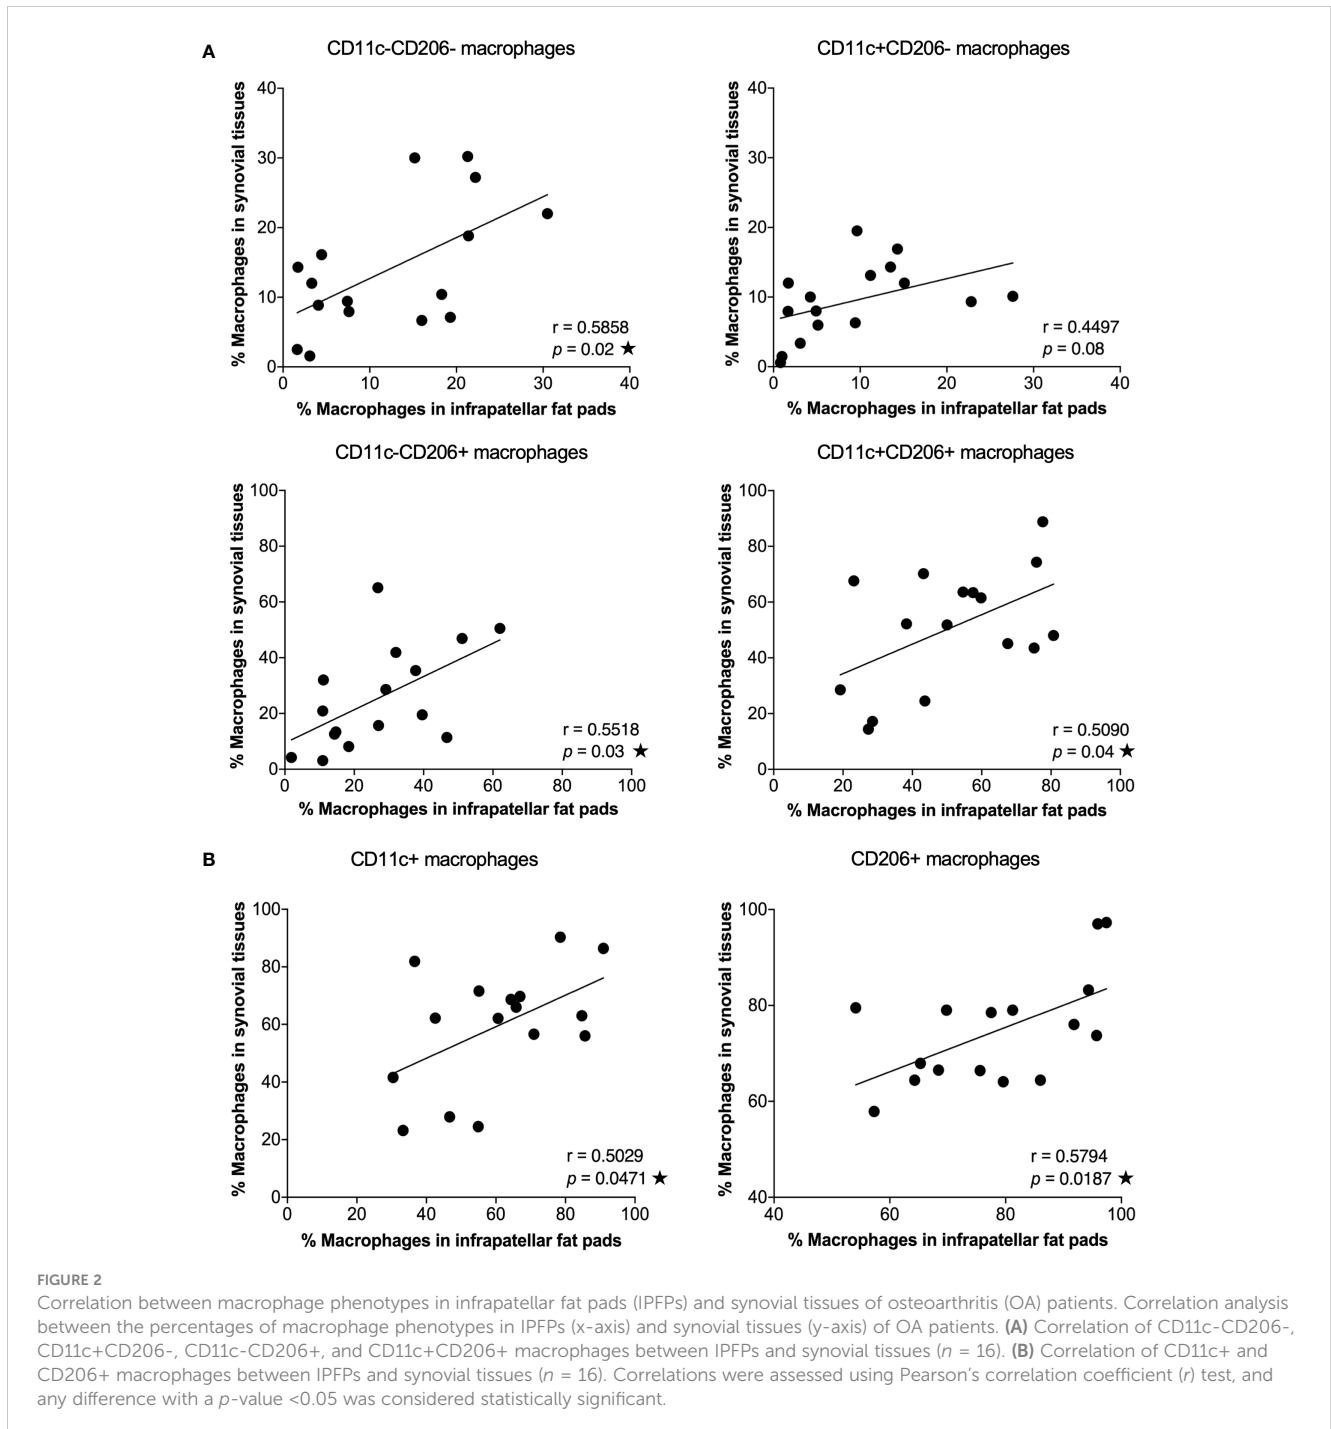 A
CD11c-CD206- macrophages
% Macrophages in synovial tissues
40
30
20
10
0
0 10 20 30 40
r = 0.5858
p = 0.02 ★
% Macrophages in infrapatellar fat pads
CD11c+CD206- macrophages
% Macrophages in synovial tissues
40
30
20
10
0
0 10 20 30 40
r = 0.4497
p = 0.08
% Macrophages in infrapatellar fat pads
CD11c-CD206+ macrophages
% Macrophages in synovial tissues
100
80
60
40
20
0
0 20 40 60 80 100
r = 0.5518
p = 0.03 ★
% Macrophages in infrapatellar fat pads
CD11c+CD206+ macrophages
% Macrophages in synovial tissues
100
80
60
40
20
0
0 20 40 60 80 100
r = 0.5090
p = 0.04 ★
% Macrophages in infrapatellar fat pads
B
CD11c+ macrophages
% Macrophages in synovial tissues
100
80
60
40
20
0
0 20 40 60 80 100
r = 0.5029
p = 0.0471 ★
% Macrophages in infrapatellar fat pads
CD206+ macrophages
% Macrophages in synovial tissues
100
80
60
40
40 60 80 100
r = 0.5794
p = 0.0187 ★
% Macrophages in infrapatellar fat pads
FIGURE 2
Correlation between macrophage phenotypes in infrapatellar fat pads (IPFPs) and synovial tissues of osteoarthritis (OA) patients. Correlation analysis
between the percentages of macrophage phenotypes in IPFPs (x-axis) and synovial tissues (y-axis) of OA patients. (A) Correlation of CD11c-CD206-,
CD11c+CD206-, CD11c-CD206+, and CD11c+CD206+ macrophages between IPFPs and synovial tissues (n = 16). (B) Correlation of CD11c+ and
CD206+ macrophages between IPFPs and synovial tissues (n = 16). Correlations were assessed using Pearson's correlation coefficient (r) test, and
any difference with a p-value <0.05 was considered statistically significant.